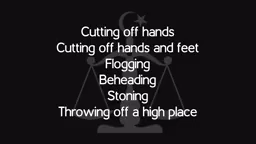 Cutting off hands
Cutting off hands and feet
Flogging
Beheading
Stoning
Throwing off a high place